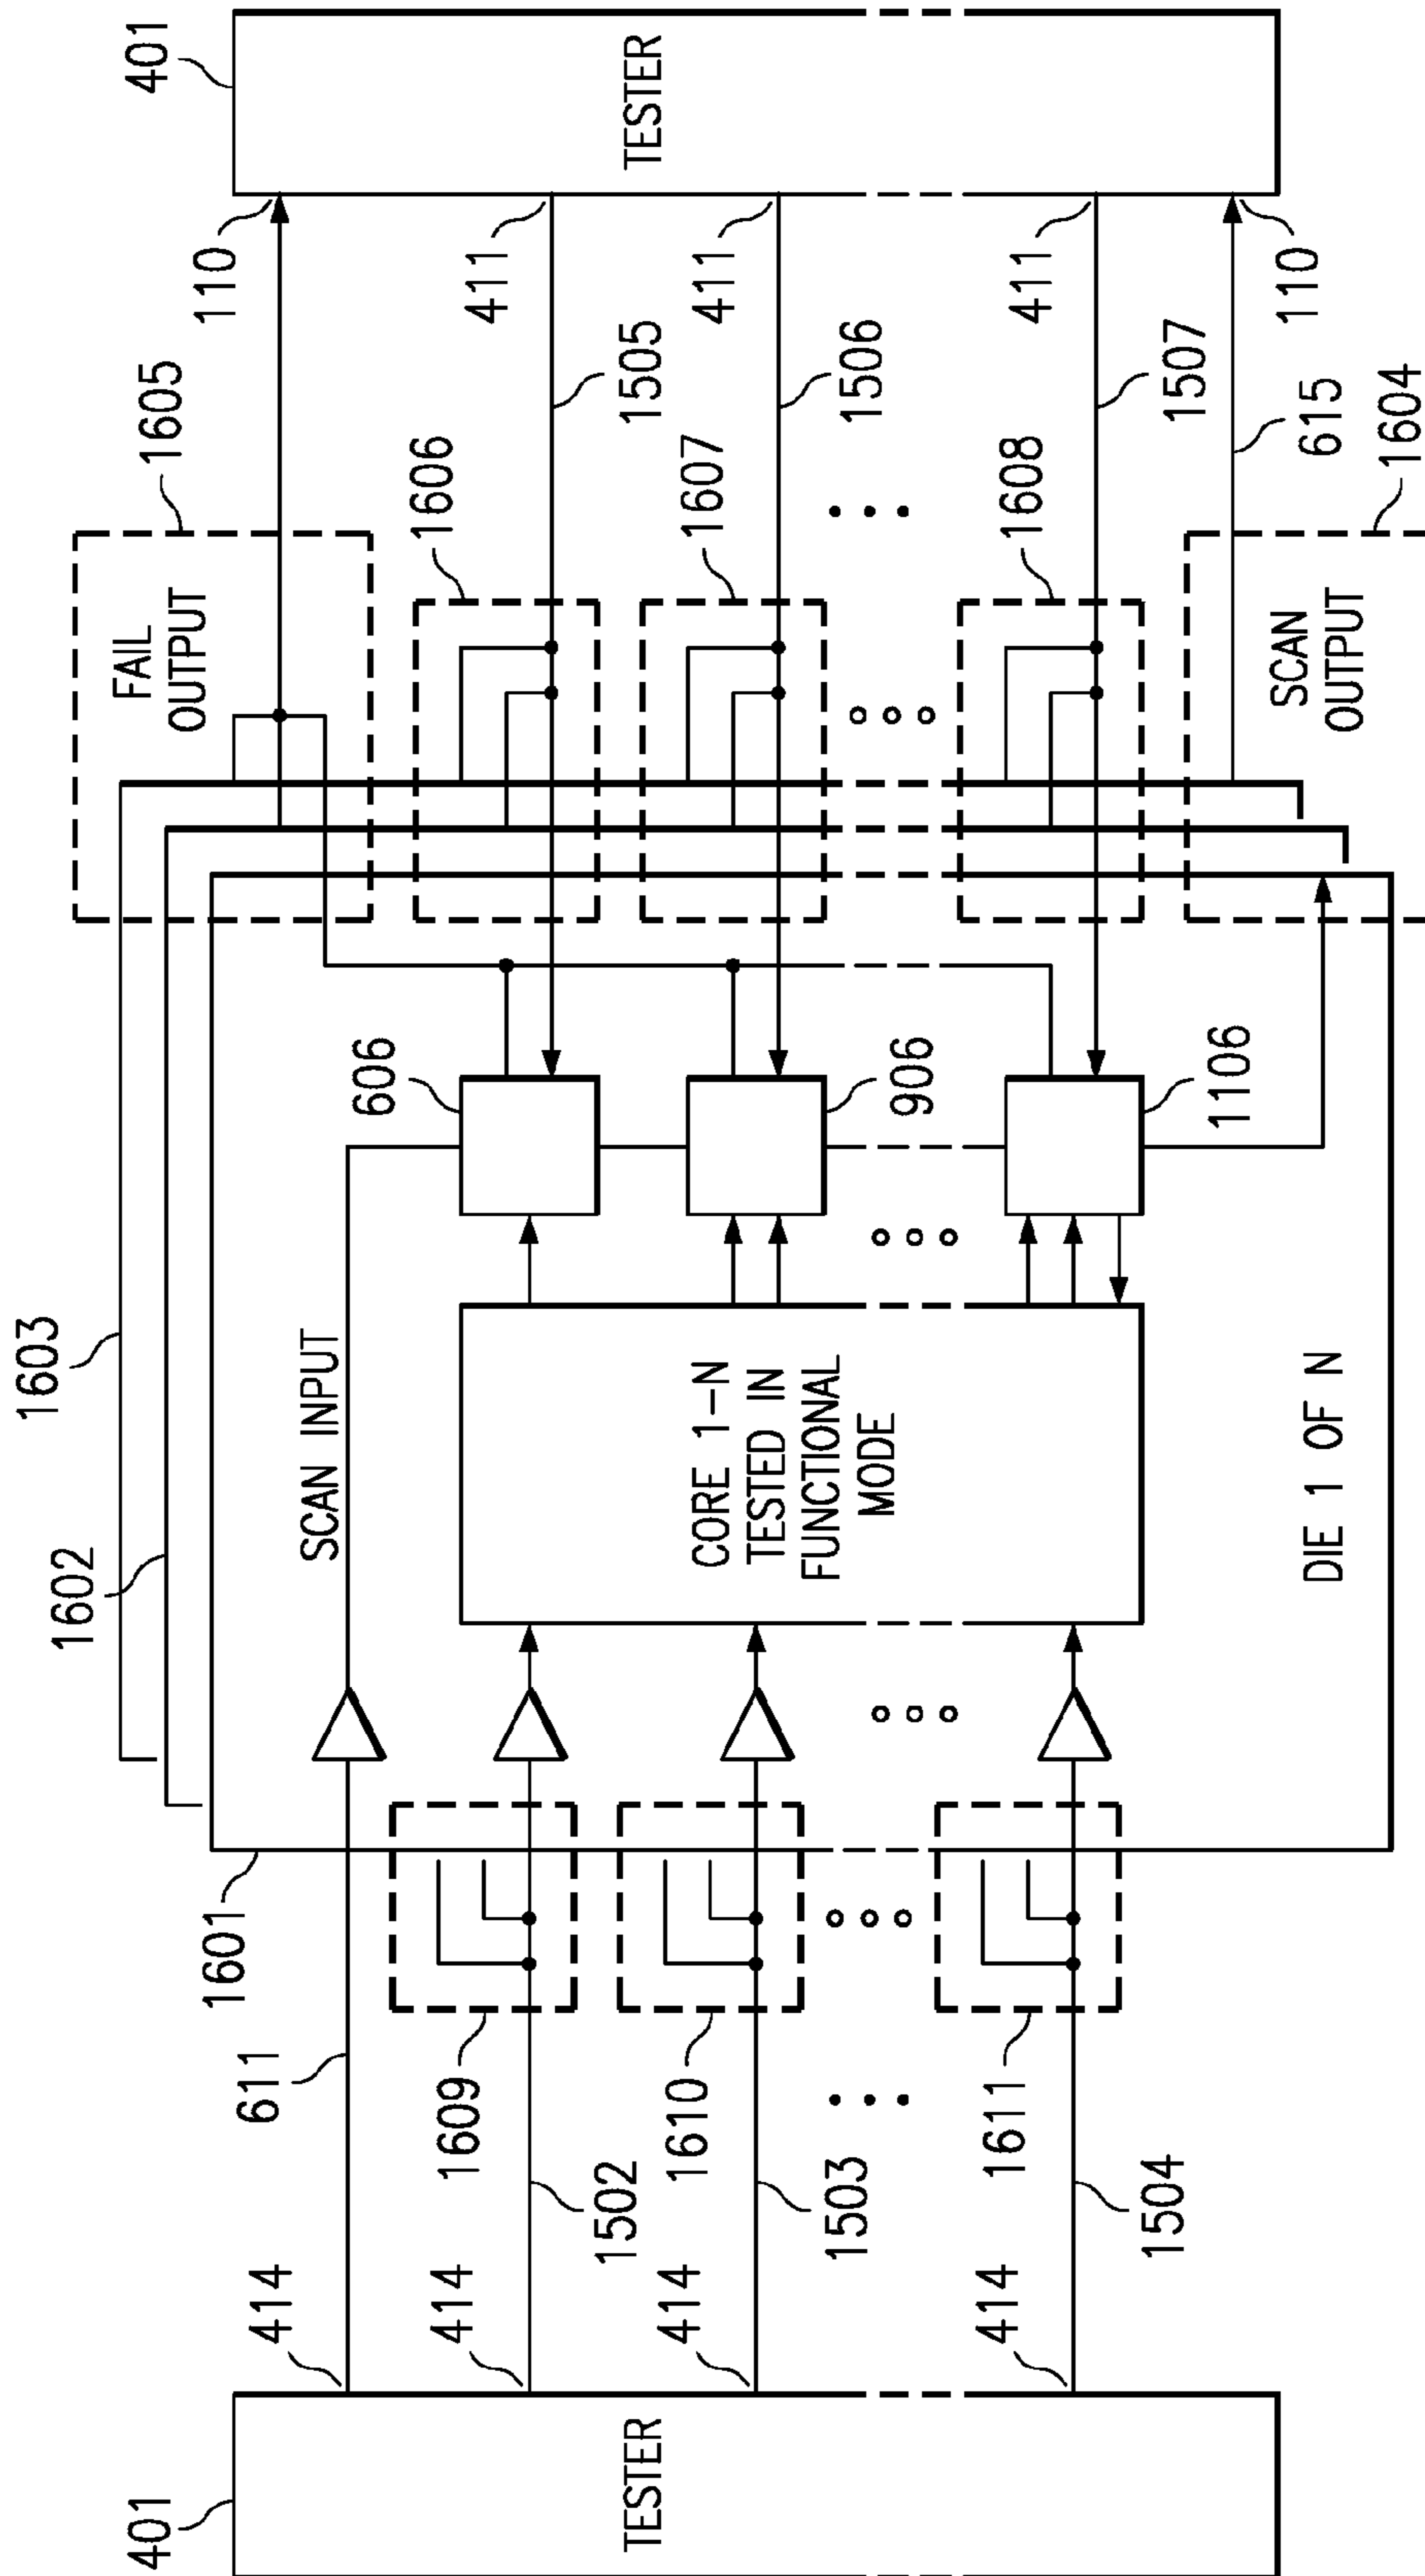 401
TESTER
414
414
414
414
611
1502
1503
1504
1609
1610
1611
1601
1602
1603
SCAN INPUT
CORE 1-N
TESTED IN
FUNCTIONAL
MODE
DIE 1 OF N
606
906
1106
FAIL
OUTPUT
1605
1606
1607
1608
SCAN
OUTPUT
1604
1505
1506
1507
615
110
411
411
411
110
401
TESTER